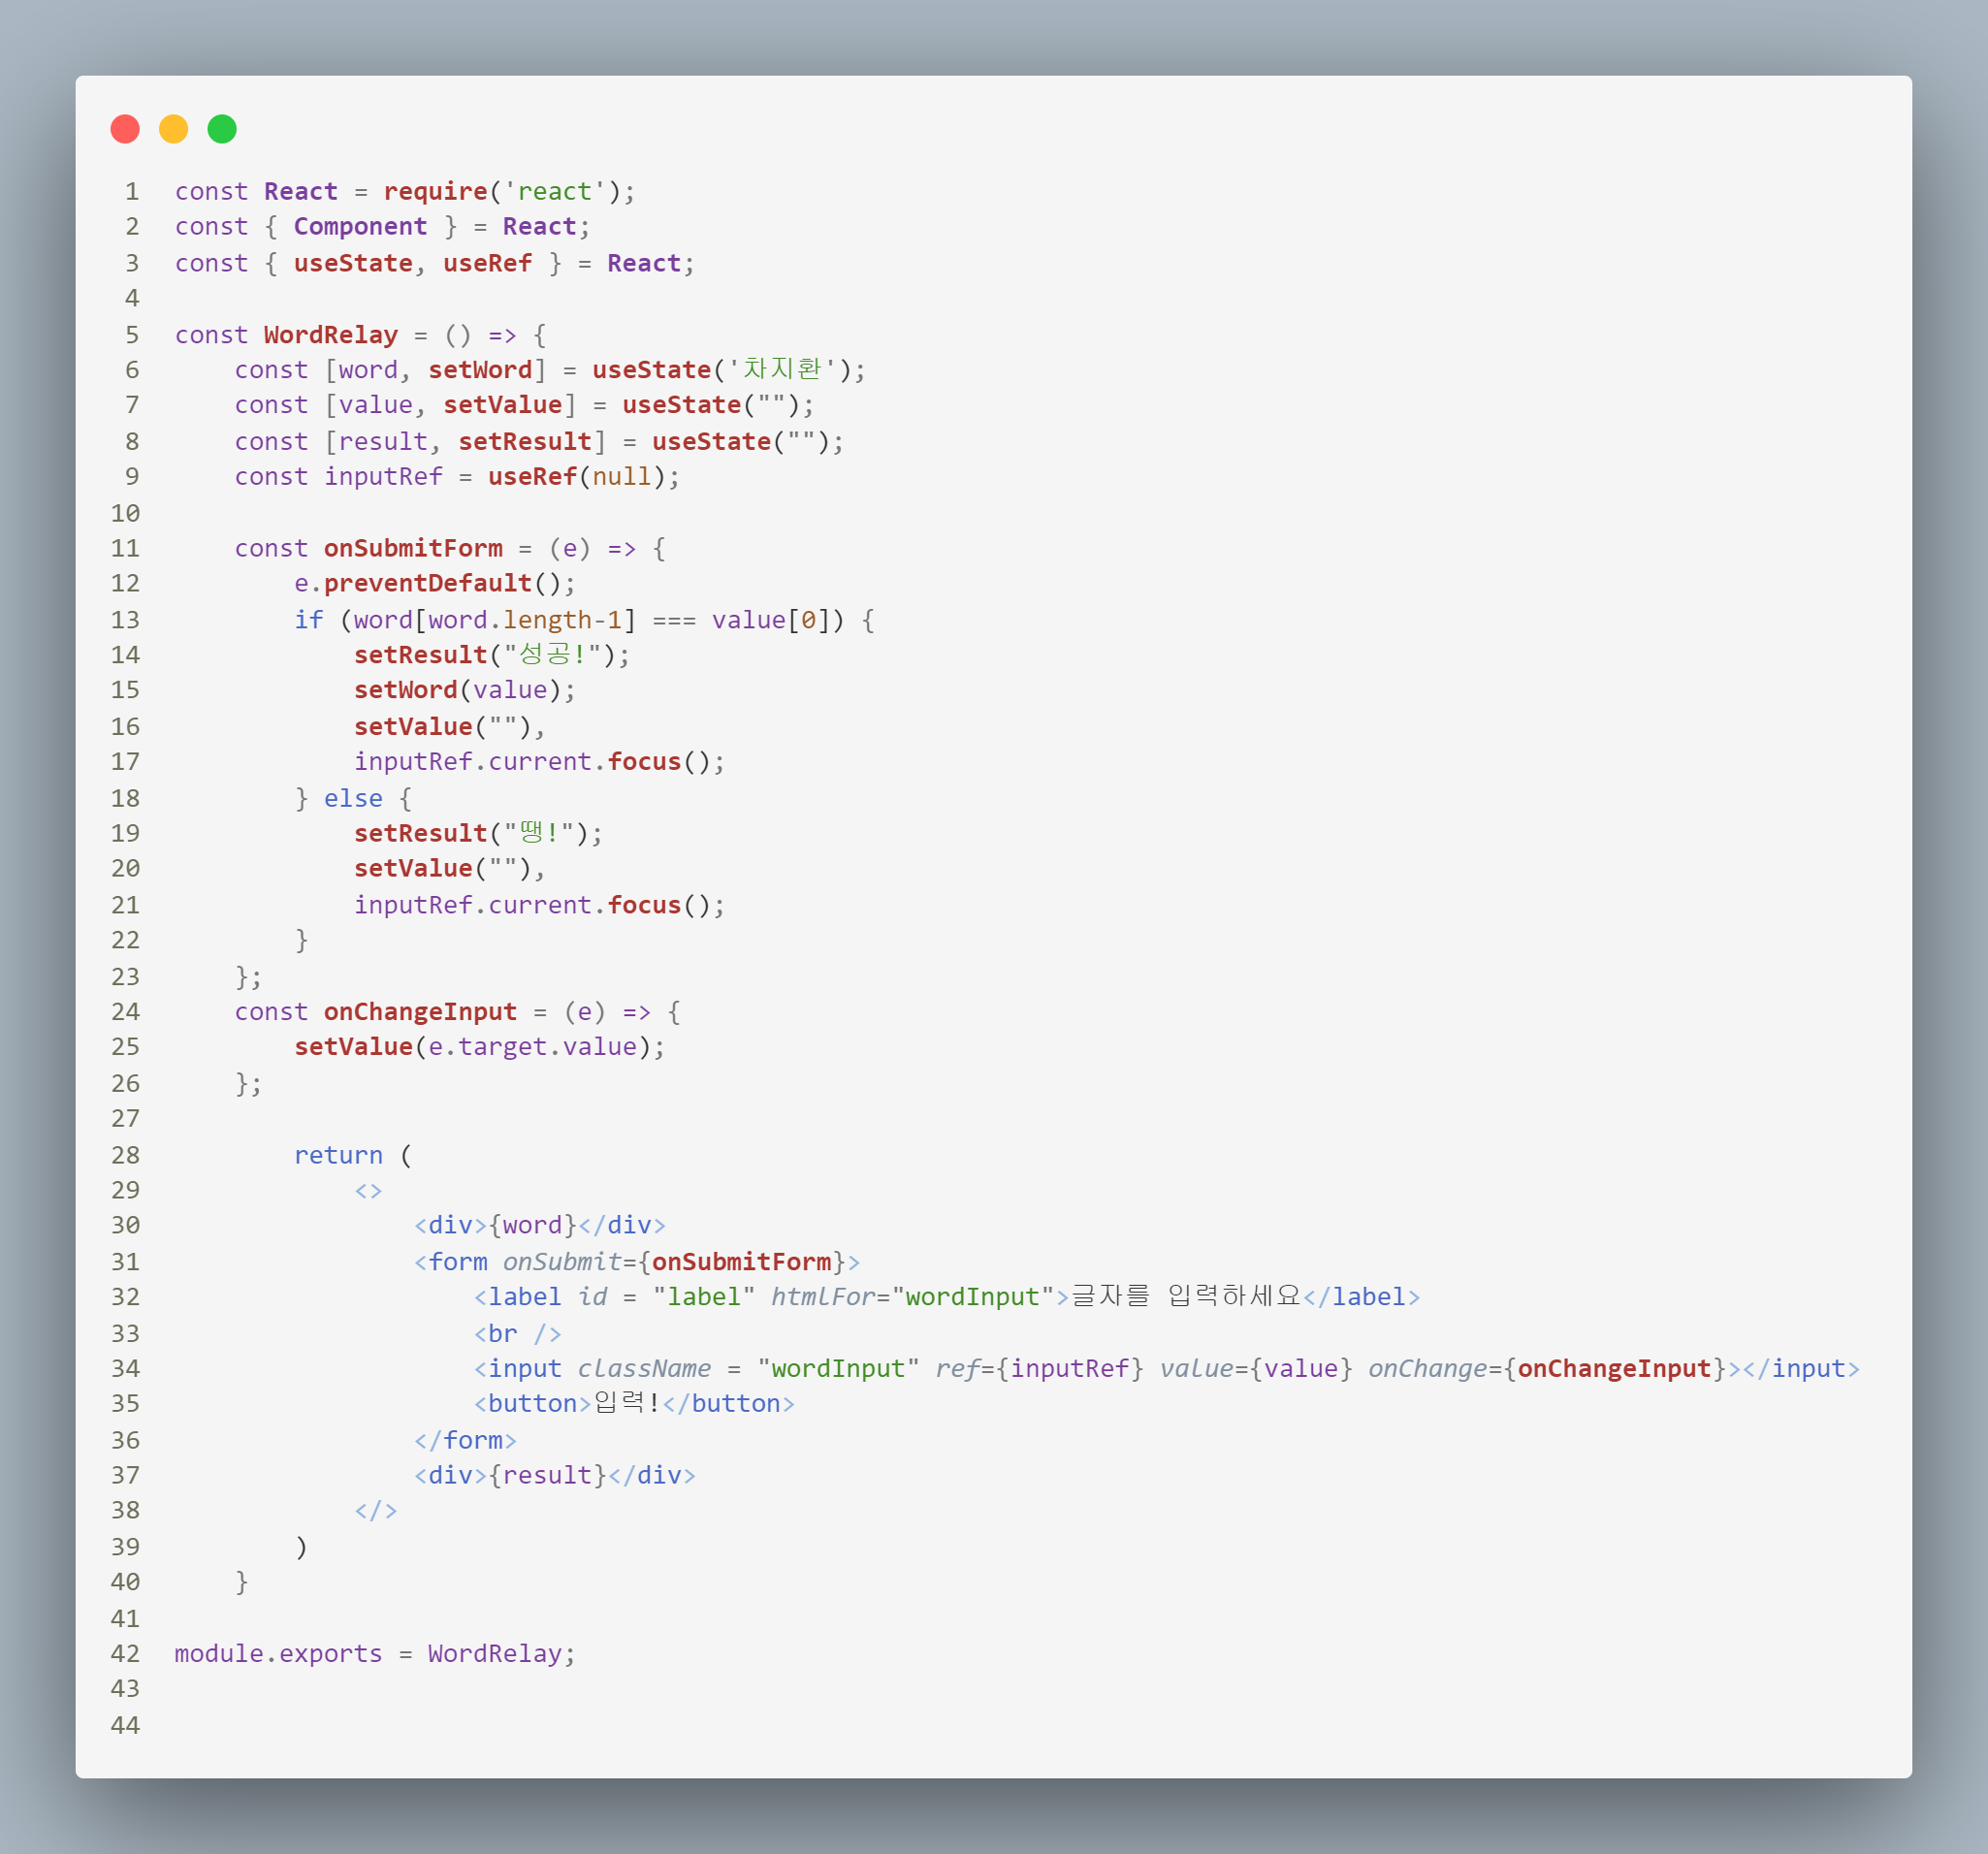 1 const React = require('react');
2 const { Component } = React;
3 const { useState, useRef } = React;
4
5 const WordRelay = () => {
6     const [word, setWord] = useState('차지환');
7     const [value, setValue] = useState("");
8     const [result, setResult] = useState("");
9     const inputRef = useRef(null);
10
11     const onSubmitForm = (e) => {
12         e.preventDefault();
13         if (word[word.length-1] === value[0]) {
14             setResult("성공!");
15             setWord(value);
16             setValue(""),
17             inputRef.current.focus();
18         } else {
19             setResult("땡!");
20             setValue(""),
21             inputRef.current.focus();
22         }
23     };
24     const onChangeInput = (e) => {
25         setValue(e.target.value);
26     };
27
28         return (
29             <>
30                 <div>{word}</div>
31                 <form onSubmit={onSubmitForm}>
32                     <label id = "label" htmlFor="wordInput">글자를 입력하세요</label>
33                     <br />
34                     <input className = "wordInput" ref={inputRef} value={value} onChange={onChangeInput}></input>
35                     <button>입력!</button>
36                 </form>
37                 <div>{result}</div>
38             </>
39         )
40     }
41
42 module.exports = WordRelay;
43
44